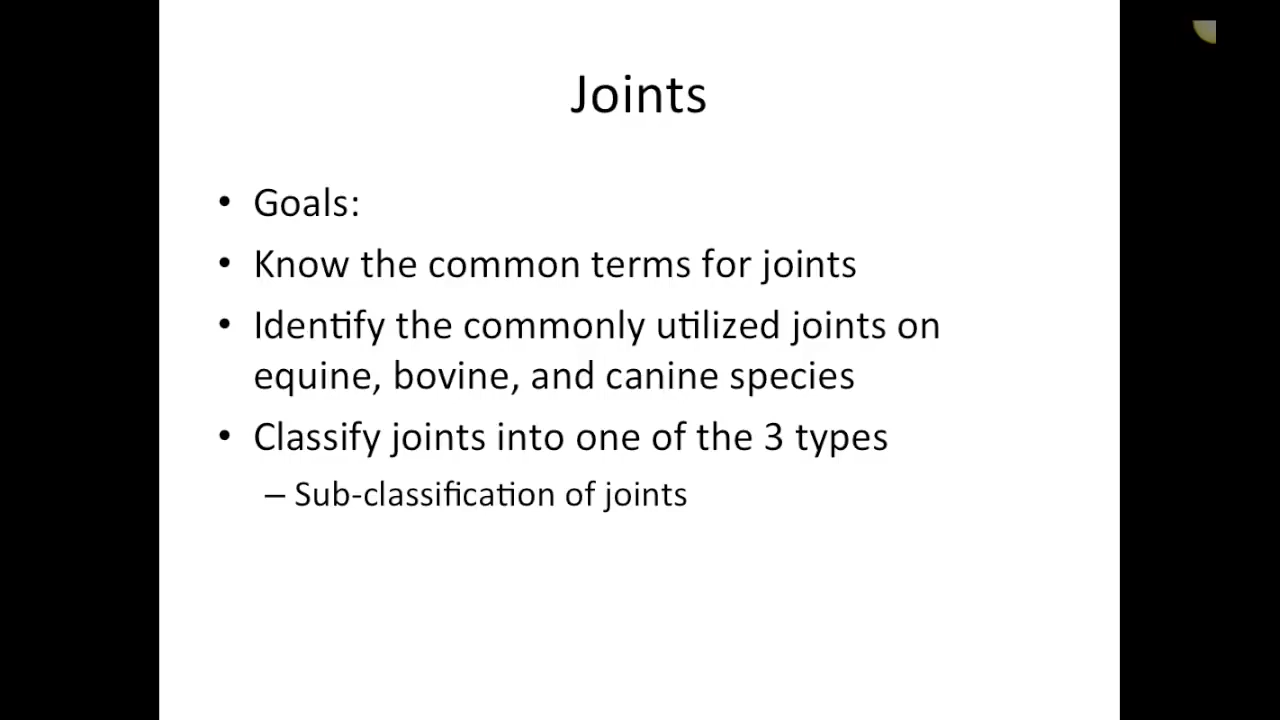 Joints
• Goals:
• Know the common terms for joints
• Identify the commonly utilized joints on
equine, bovine, and canine species
• Classify joints into one of the 3 types
– Sub-classification of joints